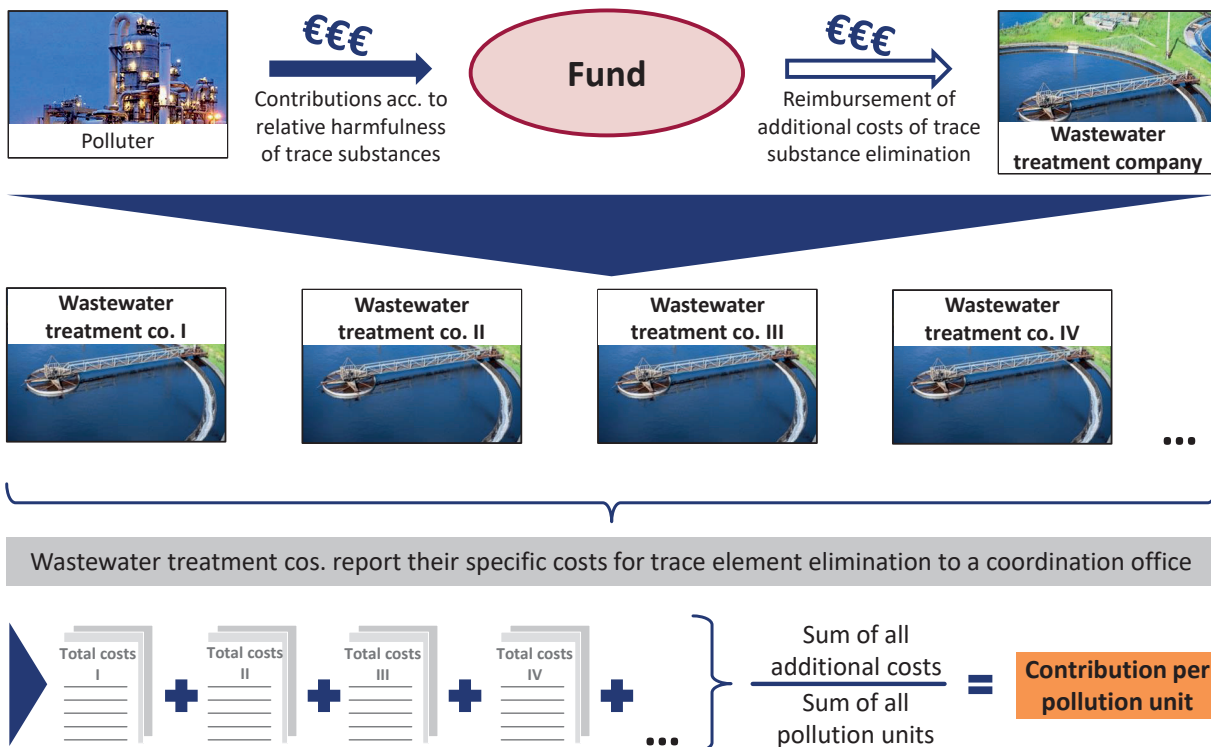 €€€
€€€
Fund
Polluter
Contributions acc. to
relative harmfulness
of trace substances
Reimbursement of
additional costs of trace
substance elimination
Wastewater
treatment company
Wastewater
treatment co. I
Wastewater
treatment co. II
Wastewater
treatment co. III
Wastewater
treatment co. IV
...
Wastewater treatment cos. report their specific costs for trace element elimination to a coordination office
Total costs
I
+
Total costs
II
+
Total costs
III
+
Total costs
IV
+
...
Sum of all
additional costs
Sum of all
pollution units
=
Contribution per
pollution unit